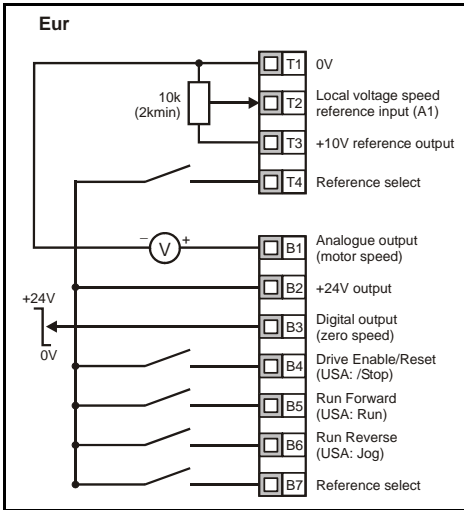 Eur
T1 0V
10k
(2kmin)
T2 Local voltage speed
reference input (A1)
T3 +10V reference output
T4 Reference select
− V +
B1 Analogue output
(motor speed)
B2 +24V output
+24V
0V
B3 Digital output
(zero speed)
B4 Drive Enable/Reset
(USA: /Stop)
B5 Run Forward
(USA: Run)
B6 Run Reverse
(USA: Jog)
B7 Reference select